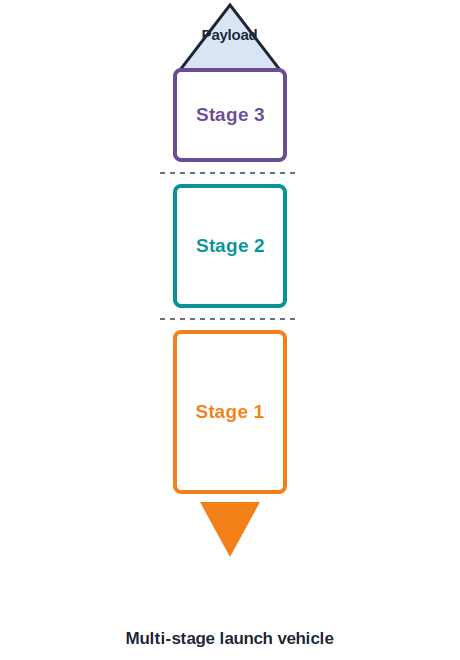 Payload
Stage 3
Stage 2
Stage 1
Multi-stage launch vehicle